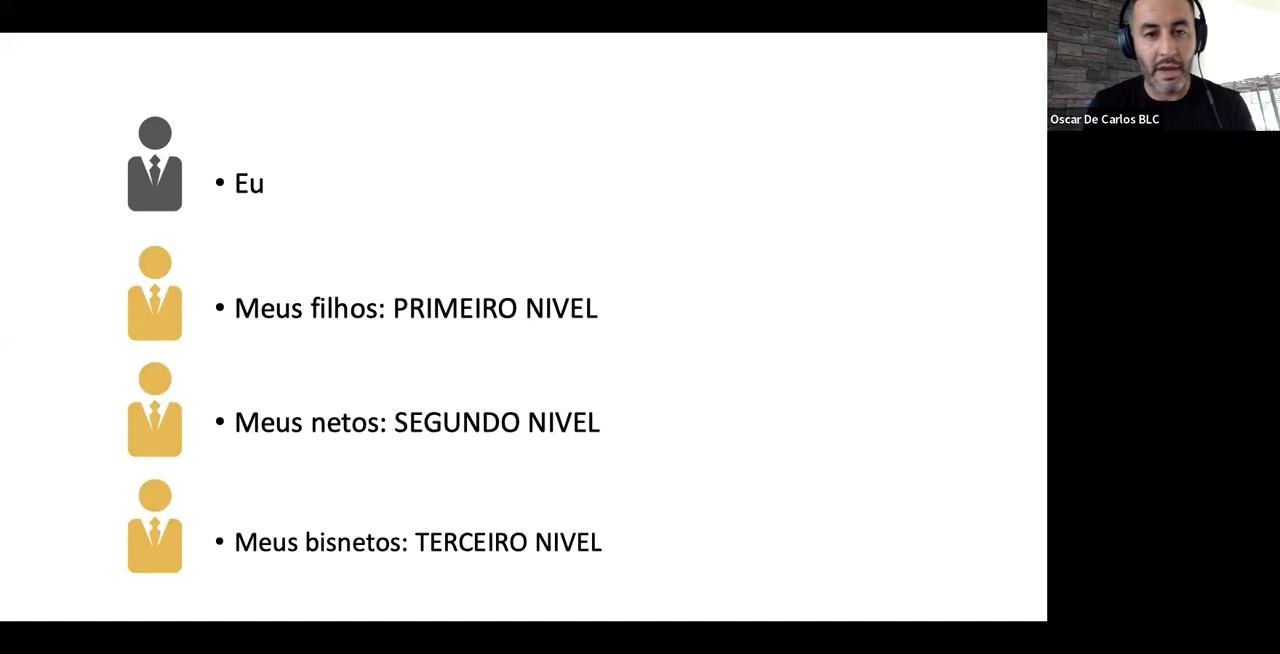 Oscar De Carlos BLC
• Eu
• Meus filhos: PRIMEIRO NIVEL
• Meus netos: SEGUNDO NIVEL
• Meus bisnetos: TERCEIRO NIVEL